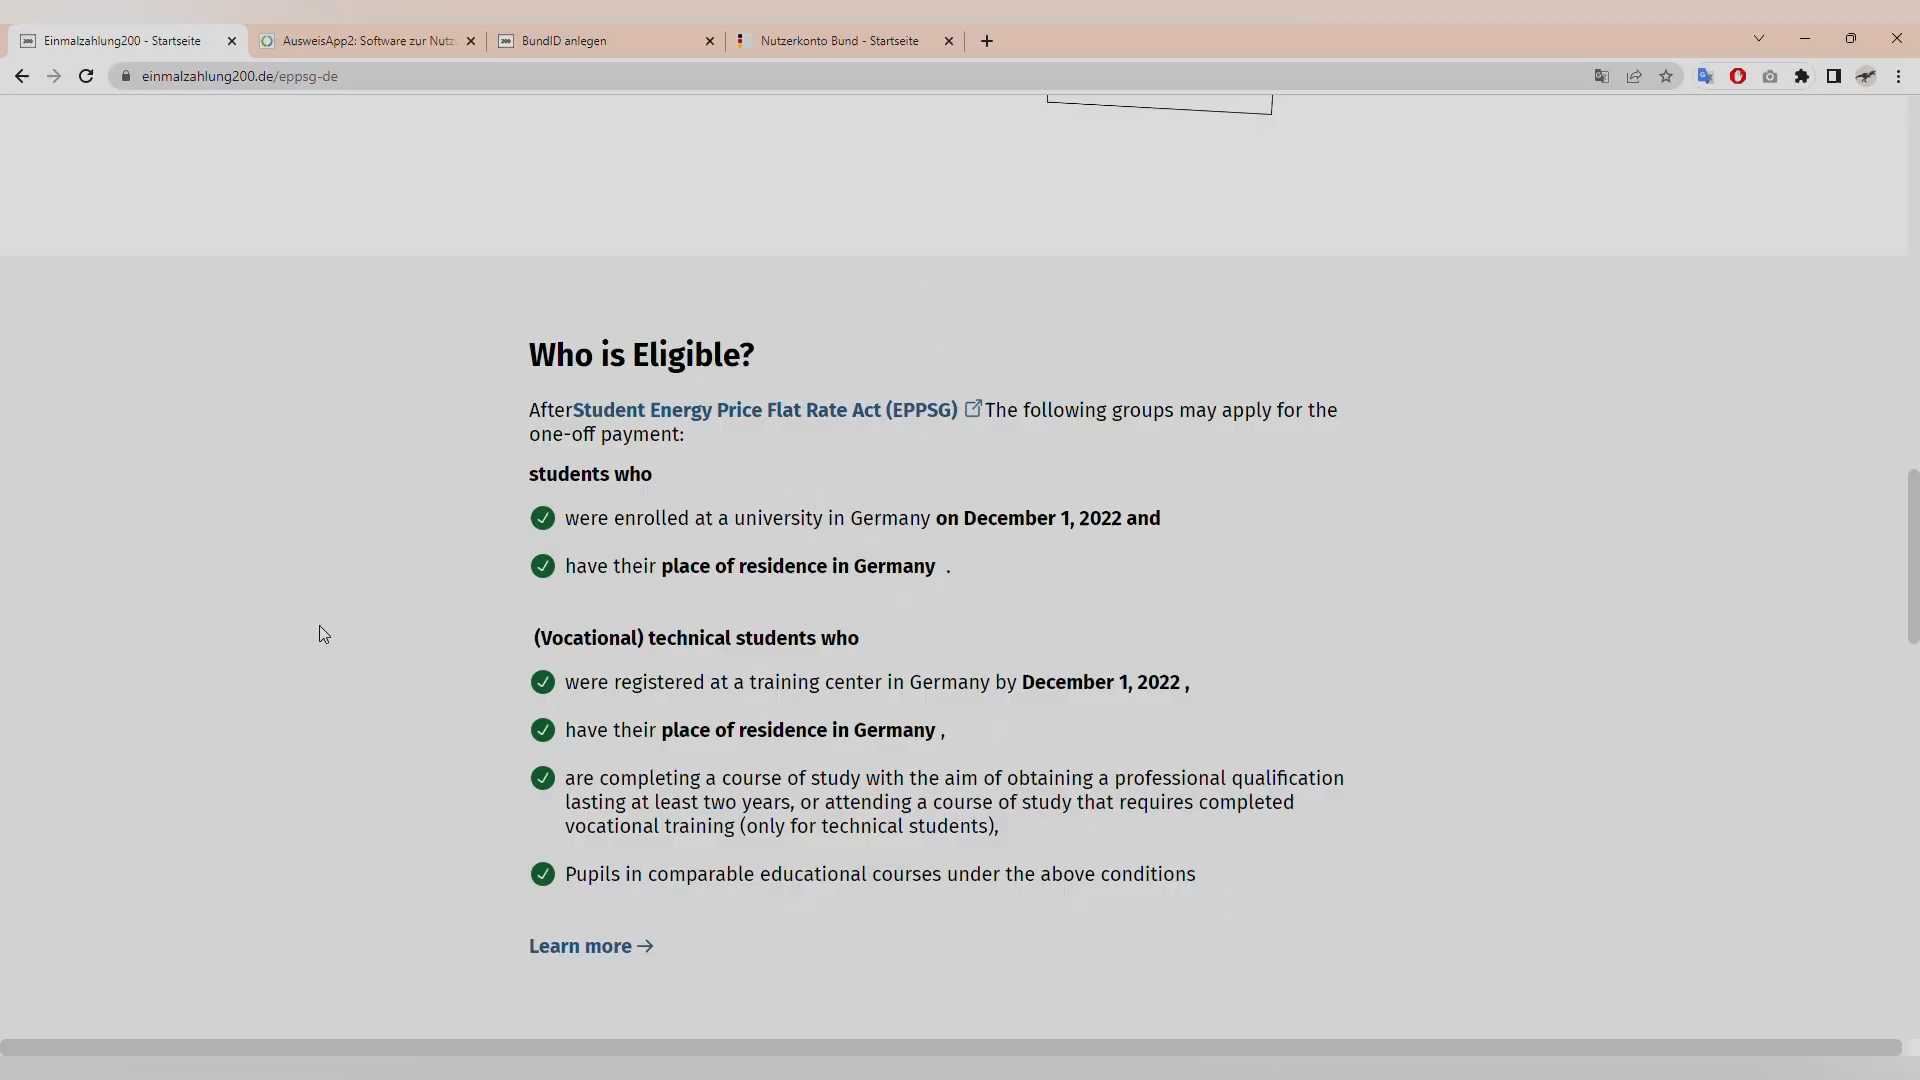 Einmalzahlung200 - Startseite
AusweisApp2: Software zur Nutz
BundID anlegen
Nutzerkonto Bund - Startseite
einmalzahlung200.de/eppsg-de
Who is Eligible?
AfterStudent Energy Price Flat Rate Act (EPPSG) The following groups may apply for the
one-off payment:
students who
were enrolled at a university in Germany on December 1, 2022 and
have their place of residence in Germany .
(Vocational) technical students who
were registered at a training center in Germany by December 1, 2022 ,
have their place of residence in Germany ,
are completing a course of study with the aim of obtaining a professional qualification
lasting at least two years, or attending a course of study that requires completed
vocational training (only for technical students),
Pupils in comparable educational courses under the above conditions
Learn more →